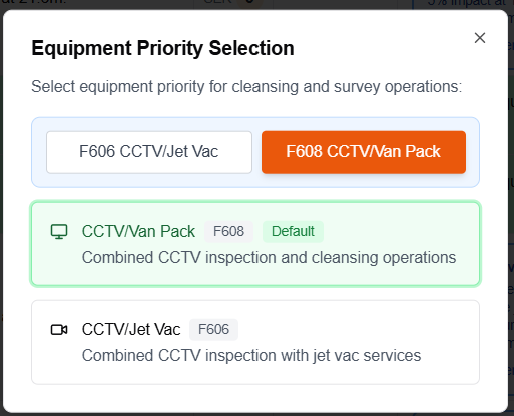 Equipment Priority Selection
Select equipment priority for cleansing and survey operations:
F606 CCTV/Jet Vac
F608 CCTV/Van Pack
CCTV/Van Pack F608 Default
Combined CCTV inspection and cleansing operations
CCTV/Jet Vac F606
Combined CCTV inspection with jet vac services